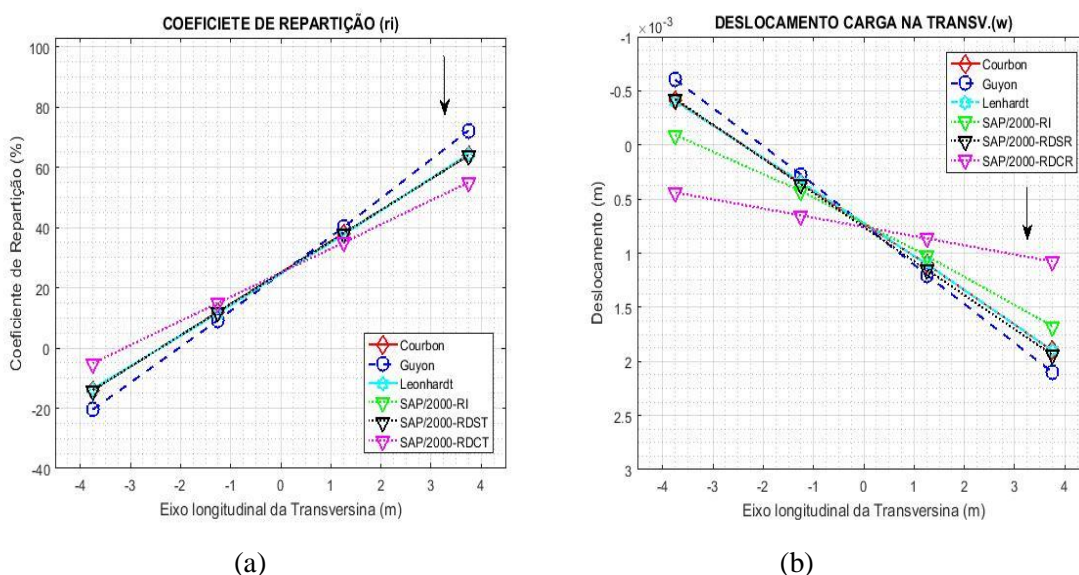 COEFICIETE DE REPARTIÇÃO (ri)
100
80
60
40
20
0
-20
-40
Coeficiente de Repartição (%)
-4 -3 -2 -1 0 1 2 3 4
Eixo longitudinal da Transversina (m)
Courbon
Guyon
Leonhardt
SAP/2000-RI
SAP/2000-RDST
SAP/2000-RDCT
(a)
DESLOCAMENTO CARGA NA TRANSV.(w)
×10⁻³
-1
-0.5
0
0.5
1
1.5
2
2.5
3
Deslocamento (m)
-4 -3 -2 -1 0 1 2 3 4
Eixo longitudinal da Transversina (m)
Courbon
Guyon
Lenhardt
SAP/2000-RI
SAP/2000-RDSR
SAP/2000-RDCR
(b)